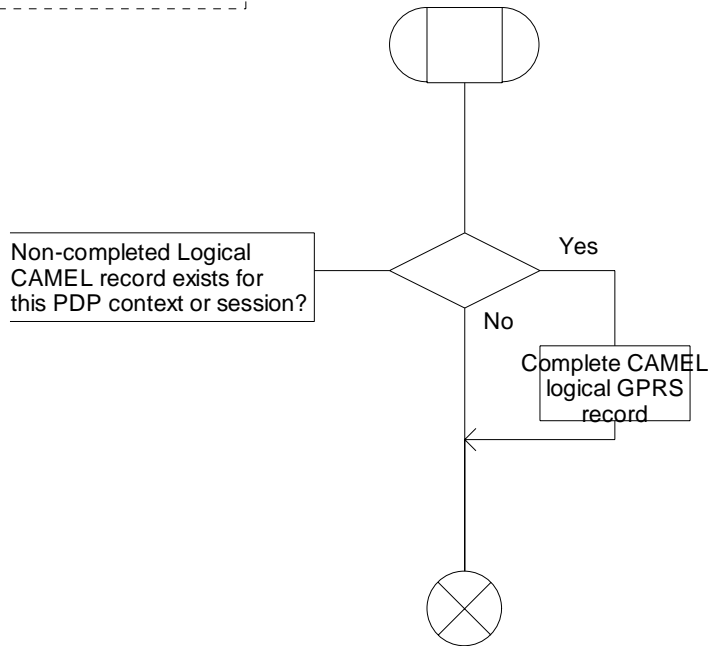 Non-completed Logical
CAMEL record exists for
this PDP context or session?
Yes
No
Complete CAMEL
logical GPRS
record